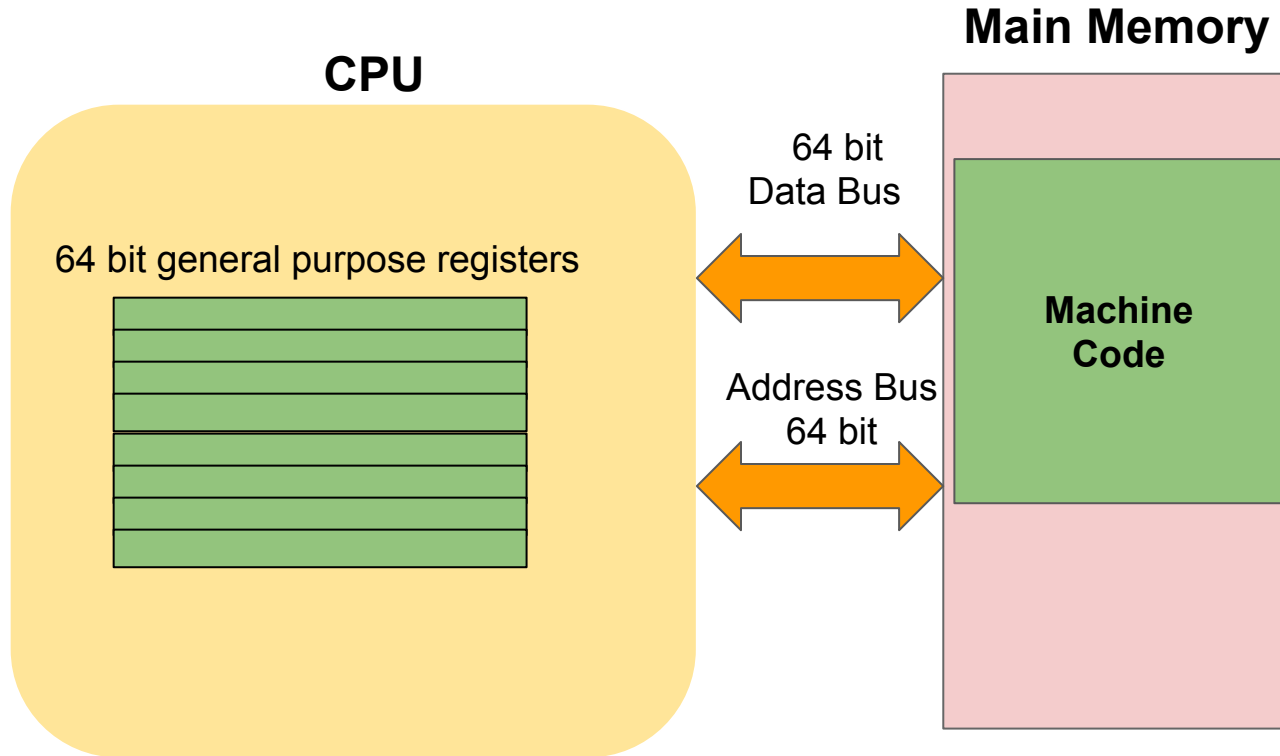 Main Memory
CPU
64 bit
Data Bus
64 bit general purpose registers
Machine
Code
Address Bus
64 bit